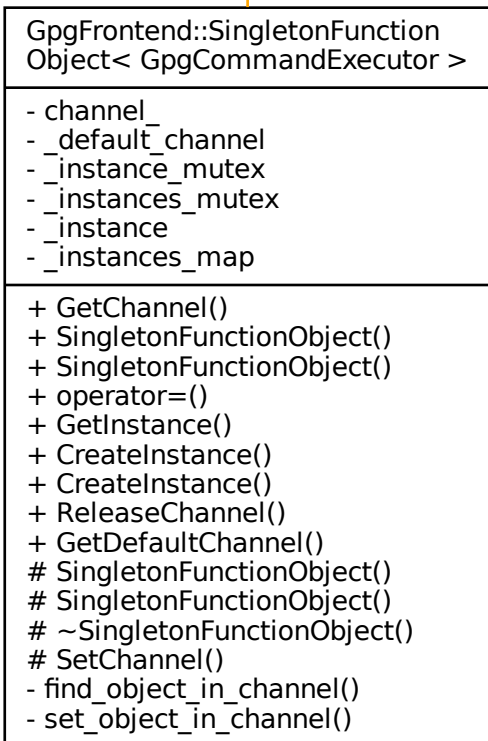 GpgFrontend::SingletonFunction
Object< GpgCommandExecutor >
- channel_
- _default_channel
- _instance_mutex
- _instances_mutex
- _instance
- _instances_map
+ GetChannel()
+ SingletonFunctionObject()
+ SingletonFunctionObject()
+ operator=()
+ GetInstance()
+ CreateInstance()
+ CreateInstance()
+ ReleaseChannel()
+ GetDefaultChannel()
# SingletonFunctionObject()
# SingletonFunctionObject()
# ~SingletonFunctionObject()
# SetChannel()
- find_object_in_channel()
- set_object_in_channel()